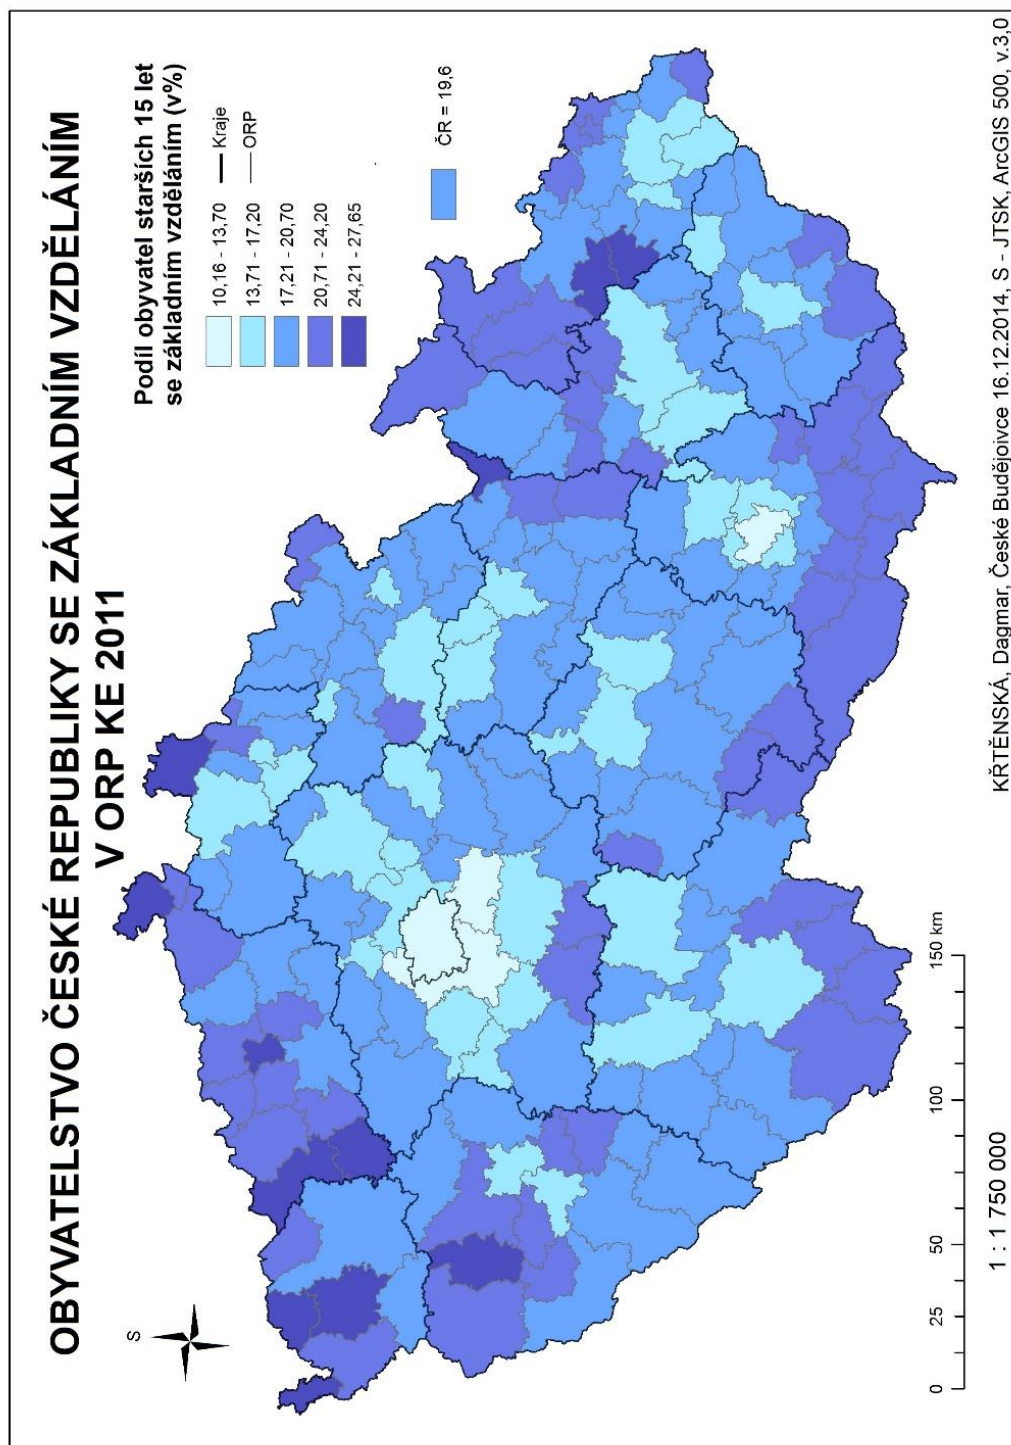 OBYVATELSTVO ČESKÉ REPUBLIKY SE ZÁKLADNÍM VZDĚLÁNÍM
V ORP KE 2011
Podíl obyvatel starších 15 let
se základním vzděláním (v%)
10,16 - 13,70
13,71 - 17,20
17,21 - 20,70
20,71 - 24,20
24,21 - 27,65
Kraje
ORP
ČR = 19,6
S
0 25 50 100 150 km
1 : 1 750 000
KŘTĚNSKÁ, Dagmar, České Budějoivce 16.12.2014, S - JTSK, ArcGIS 500, v.3,0